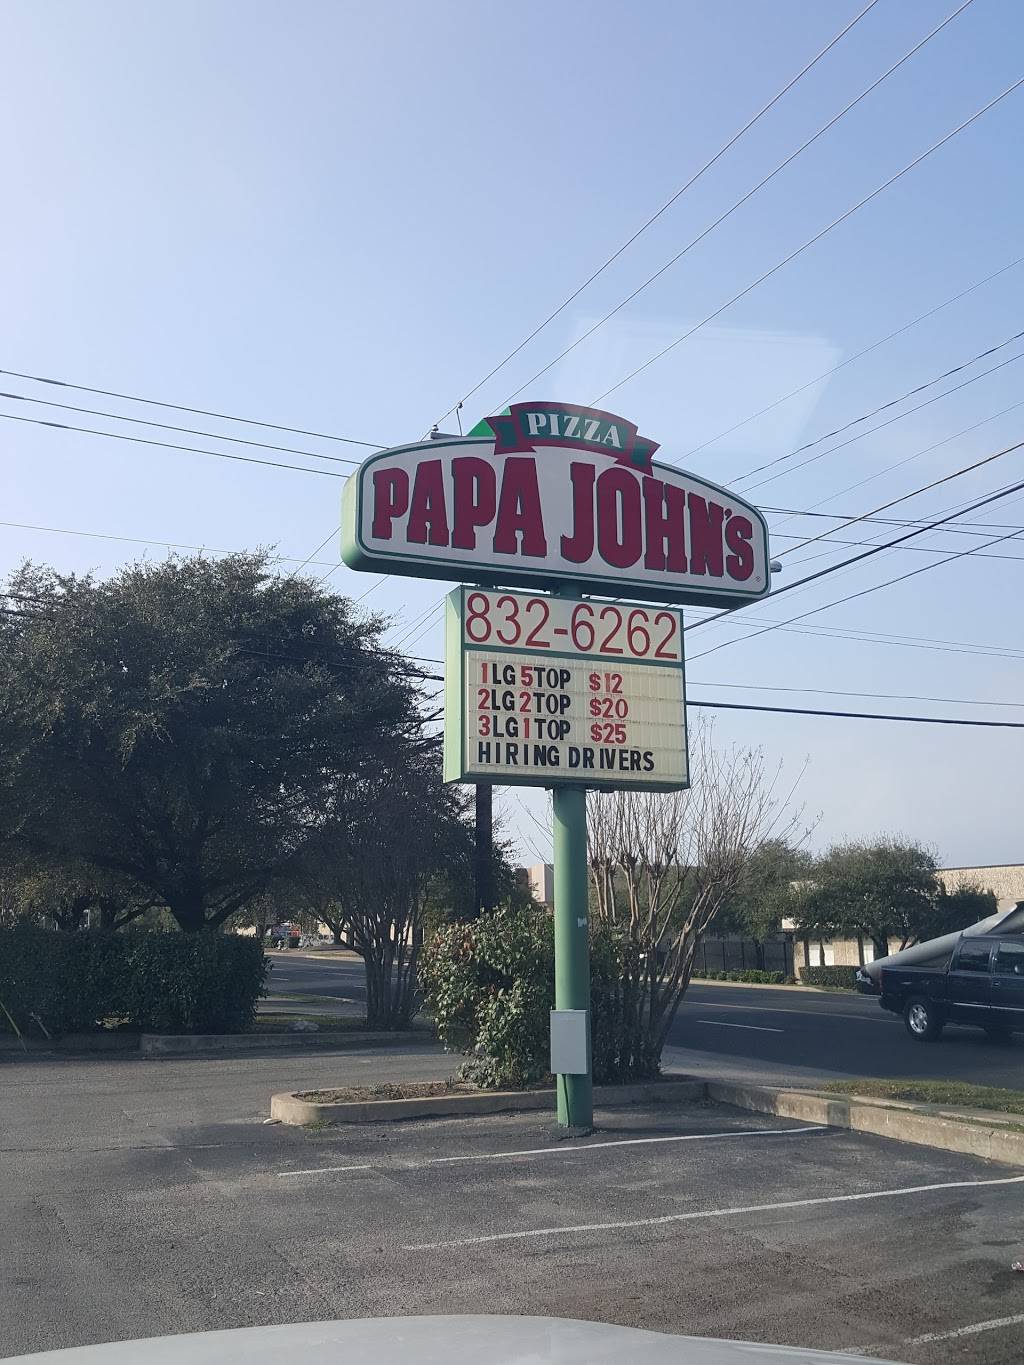 PIZZA
PAPA JOHN'S
832-6262
1LG 5TOP $12
2LG 2TOP $20
3LG 1TOP $25
HIRING DRIVERS